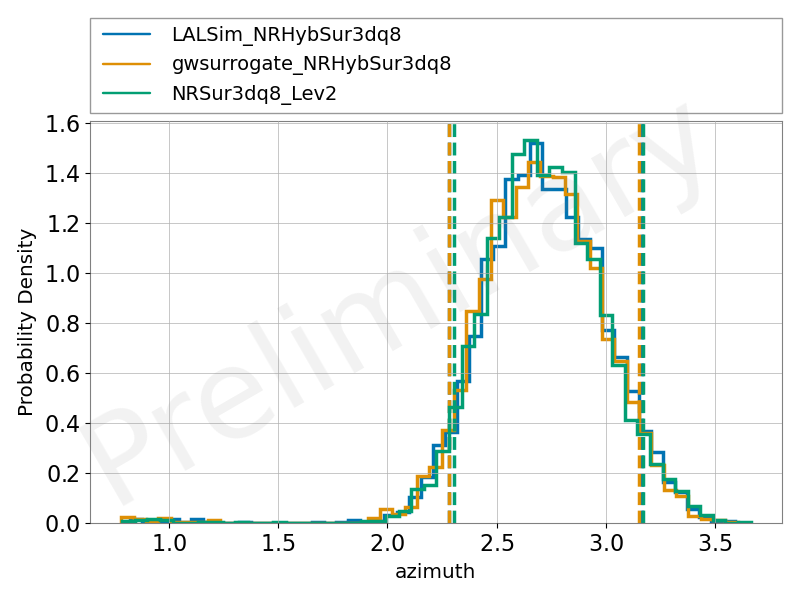 LALSim_NRHybSur3dq8
gwsurrogate_NRHybSur3dq8
NRSur3dq8_Lev2
1.6
1.4
1.2
1.0
0.8
0.6
0.4
0.2
0.0
Probability Density
Preliminary
1.0 1.5 2.0 2.5 3.0 3.5
azimuth